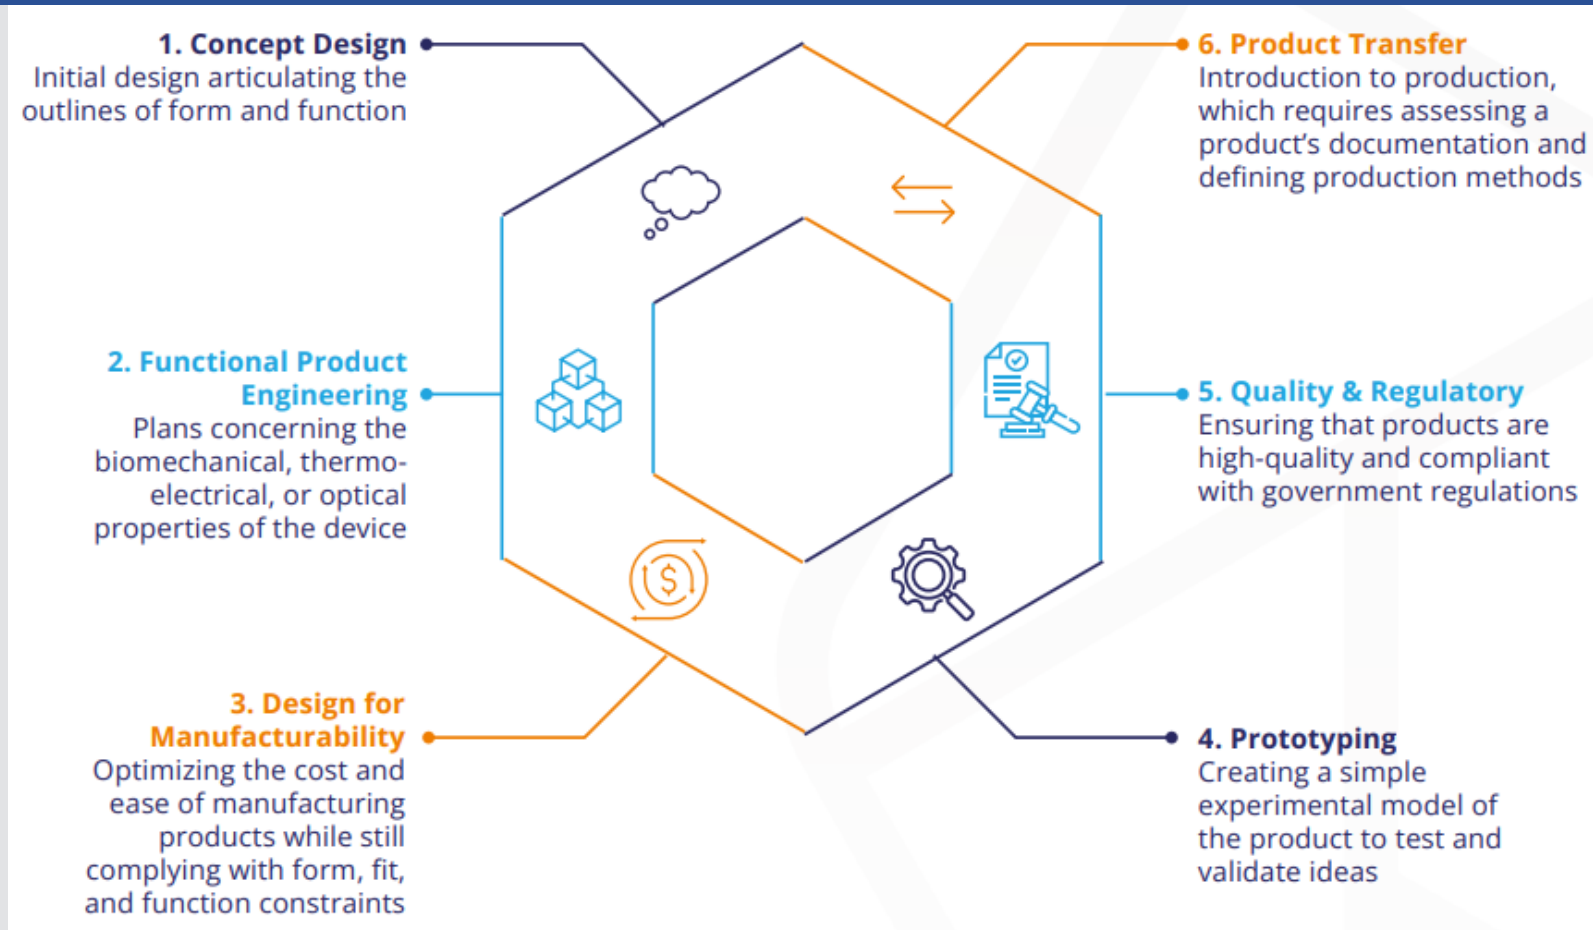 1. Concept Design
Initial design articulating the
outlines of form and function
2. Functional Product
Engineering
Plans concerning the
biomechanical, thermo-
electrical, or optical
properties of the device
3. Design for
Manufacturability
Optimizing the cost and
ease of manufacturing
products while still
complying with form, fit,
and function constraints
4. Prototyping
Creating a simple
experimental model of
the product to test and
validate ideas
5. Quality & Regulatory
Ensuring that products are
high-quality and compliant
with government regulations
6. Product Transfer
Introduction to production,
which requires assessing a
product’s documentation and
defining production methods
$